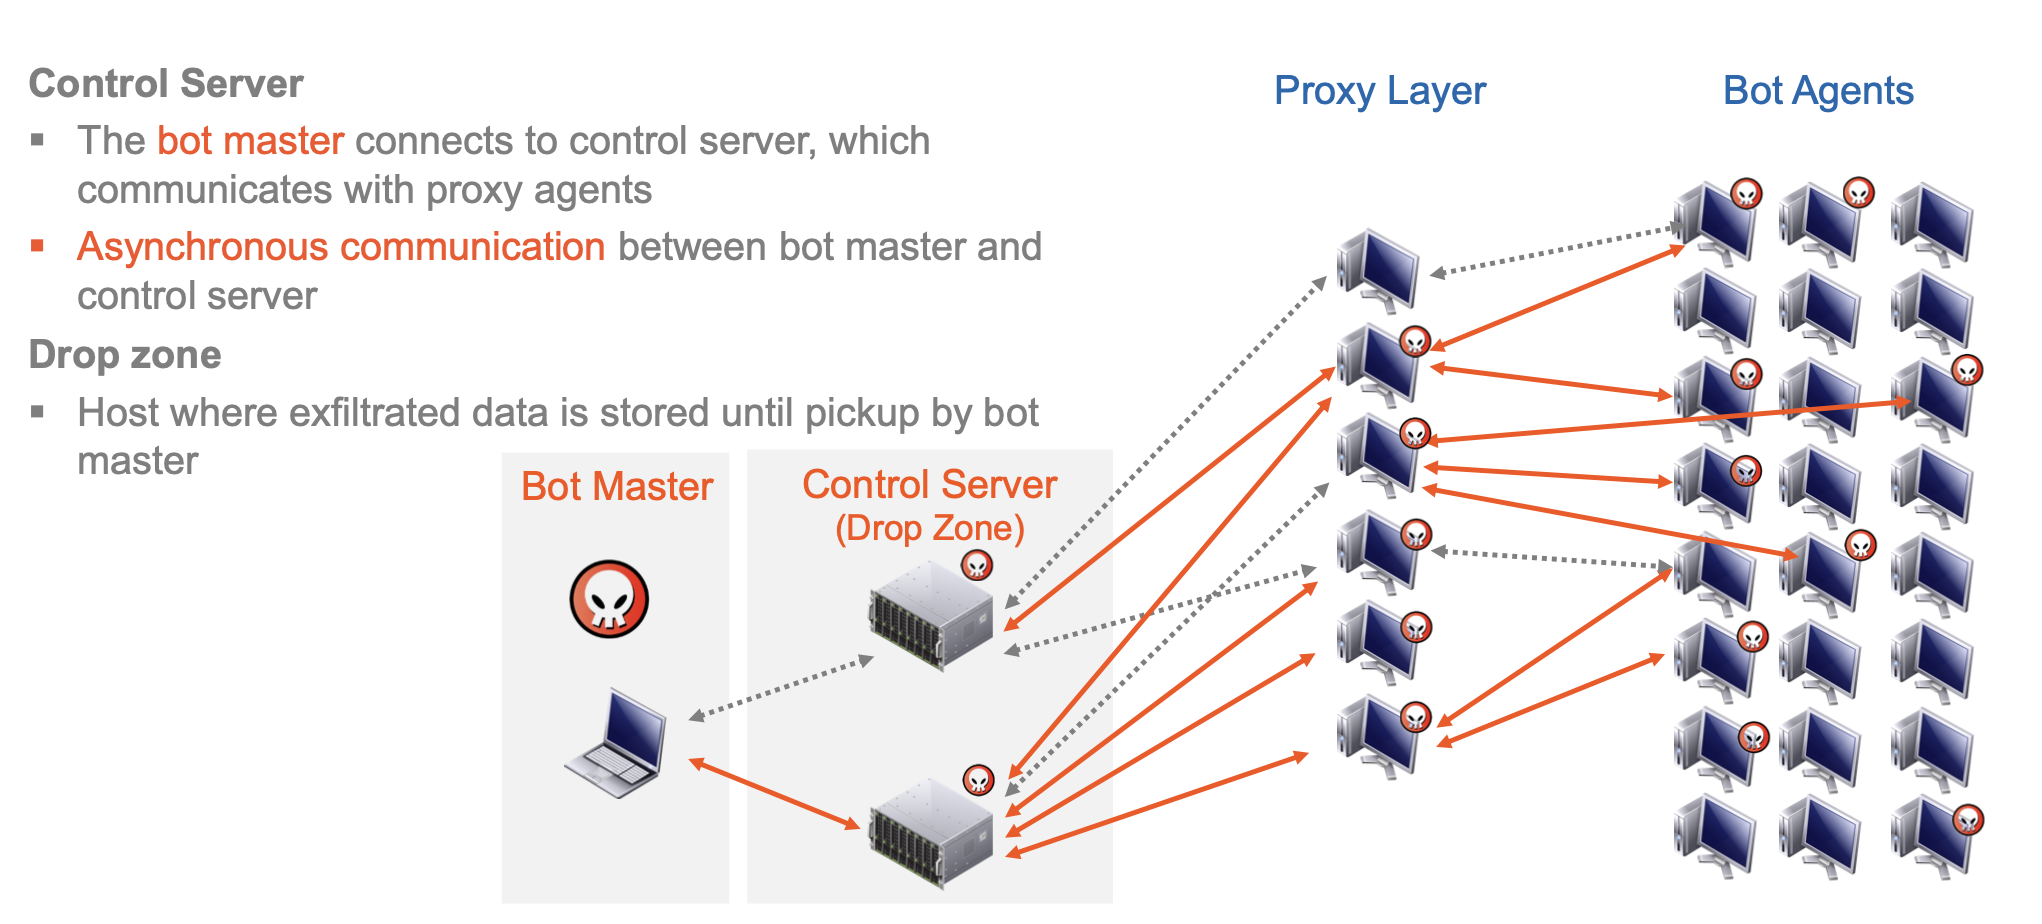 Control Server
▪ The bot master connects to control server, which
communicates with proxy agents
▪ Asynchronous communication between bot master and
control server
Drop zone
▪ Host where exfiltrated data is stored until pickup by bot
master
Bot Master
Control Server
(Drop Zone)
Proxy Layer
Bot Agents